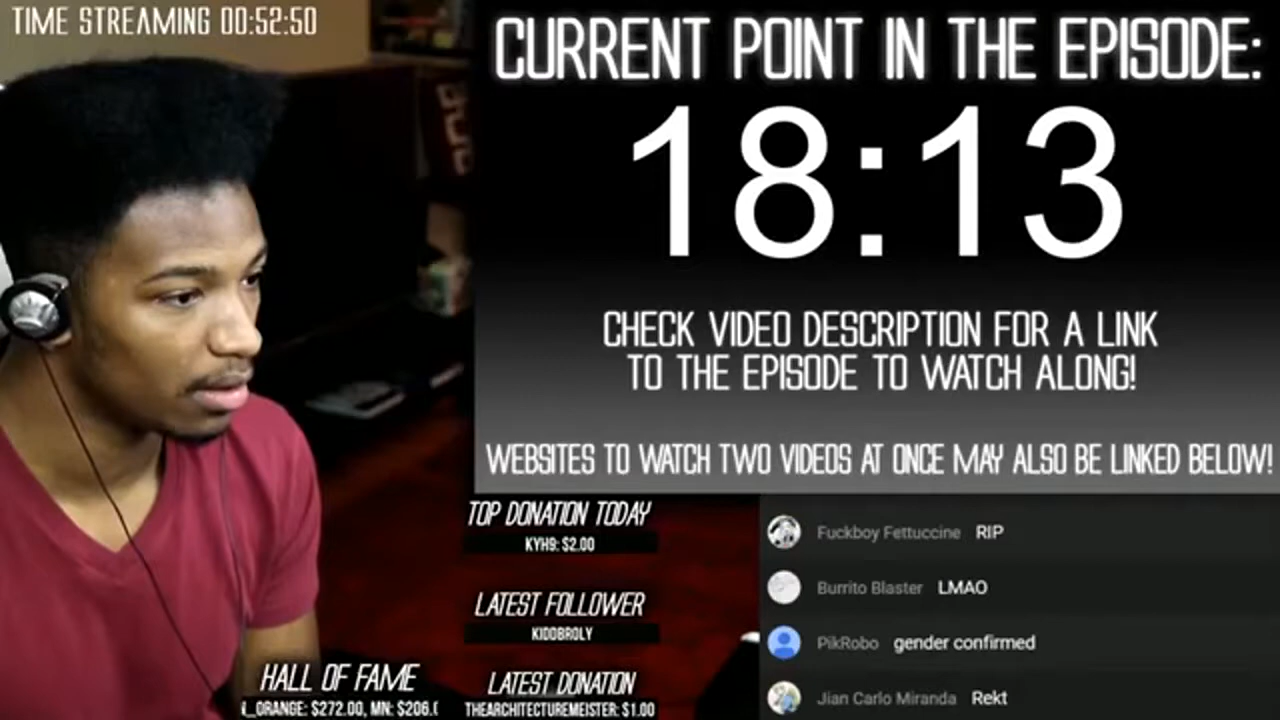 TIME STREAMING 00:52:50
CURRENT POINT IN THE EPISODE:
18:13
CHECK VIDEO DESCRIPTION FOR A LINK
TO THE EPISODE TO WATCH ALONG!
WEBSITES TO WATCH TWO VIDEOS AT ONCE MAY ALSO BE LINKED BELOW!
TOP DONATION TODAY
KYH9: $2.00
LATEST FOLLOWER
KIDOBROLY
LATEST DONATION
THEARCHITECTUREMEISTER: $1.00
HALL OF FAME
_ORANGE: $272.00, MN: $206.
Fuckboy Fettuccine RIP
Burrito Blaster LMAO
PikRobo gender confirmed
Jian Carlo Miranda Rekt